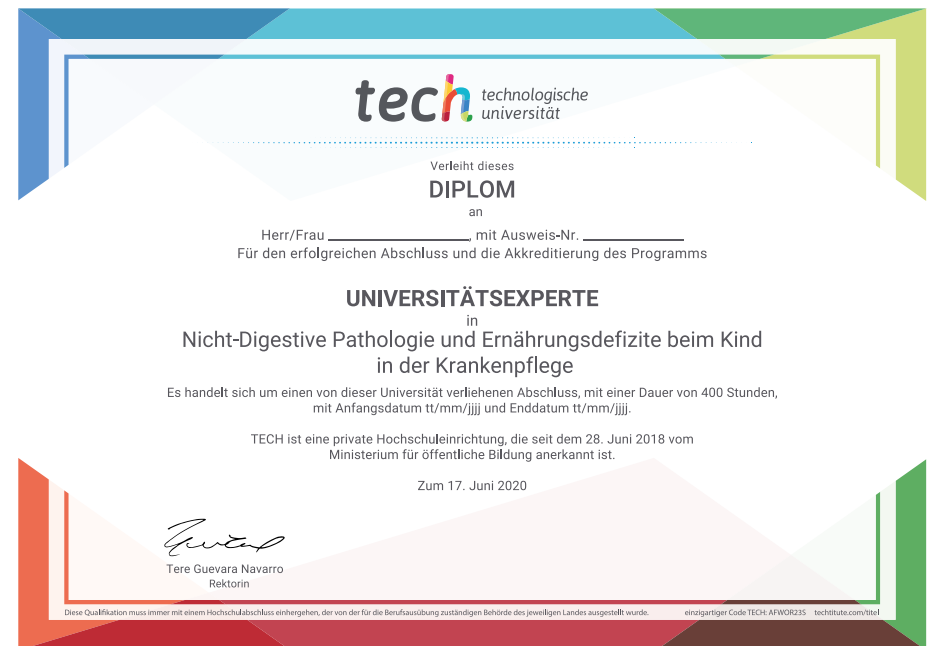 tech technologische
universität
Verleiht dieses
DIPLOM
an
Herr/Frau ____________________, mit Ausweis-Nr. ______________
Für den erfolgreichen Abschluss und die Akkreditierung des Programms
UNIVERSITÄTSEXPERTE
in
Nicht-Digestive Pathologie und Ernährungsdefizite beim Kind
in der Krankenpflege
Es handelt sich um einen von dieser Universität verliehenen Abschluss, mit einer Dauer von 400 Stunden,
mit Anfangsdatum tt/mm/jjjj und Enddatum tt/mm/jjjj.
TECH ist eine private Hochschuleinrichtung, die seit dem 28. Juni 2018 vom
Ministerium für öffentliche Bildung anerkannt ist.
Zum 17. Juni 2020
Tere Guevara Navarro
Rektorin
Diese Qualifikation muss immer mit einem Hochschulabschluss einhergehen, der von der für die Berufsausübung zuständigen Behörde des jeweiligen Landes ausgestellt wurde. einzigartiger Code TECH: AFWOR23S techtitute.com/titel